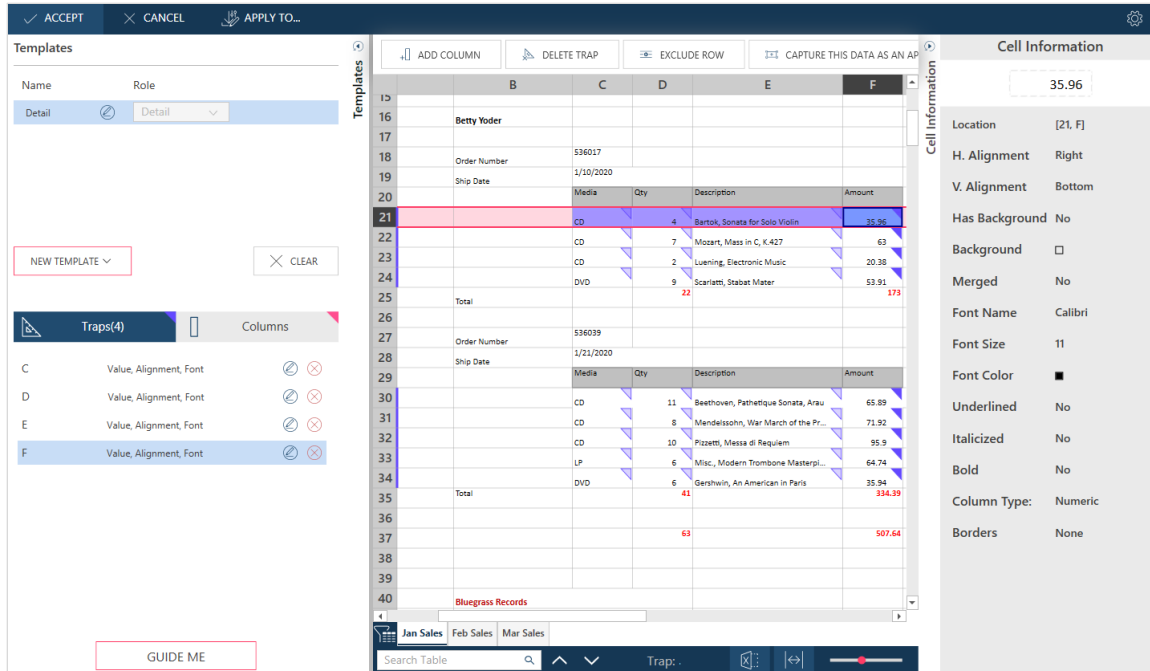 ACCEPT CANCEL APPLY TO...
Templates
Name Role
Detail Detail
NEW TEMPLATE CLEAR
Traps(4) Columns
C Value, Alignment, Font
D Value, Alignment, Font
E Value, Alignment, Font
F Value, Alignment, Font
GUIDE ME
Templates
ADD COLUMN DELETE TRAP EXCLUDE ROW CAPTURE THIS DATA AS AN AP
B C D E F
15
16 Betty Yoder
17
18 Order Number 536017
19 Ship Date 1/10/2020
20 Media Qty Description Amount
21 CD 4 Bartok, Sonata for Solo Violin 35.96
22 CD 7 Mozart, Mass in C, K.427 63
23 CD 2 Luening, Electronic Music 20.38
24 DVD 9 Scarlatti, Stabat Mater 53.91
25 Total 22 173
26
27 Order Number 536039
28 Ship Date 1/21/2020
29 Media Qty Description Amount
30 CD 11 Beethoven, Pathetique Sonata, Arau 65.89
31 CD 8 Mendelssohn, War March of the Pr... 71.92
32 CD 10 Pizzetti, Messa di Requiem 95.9
33 LP 6 Misc., Modern Trombone Masterpi... 64.74
34 DVD 6 Gershwin, An American in Paris 35.94
35 Total 41 334.39
36
37 63 507.64
38
39
40 Bluegrass Records
Jan Sales Feb Sales Mar Sales
Search Table Trap: .
Cell Information
Cell Information
35.96
Location [21, F]
H. Alignment Right
V. Alignment Bottom
Has Background No
Background
Merged No
Font Name Calibri
Font Size 11
Font Color
Underlined No
Italicized No
Bold No
Column Type: Numeric
Borders None